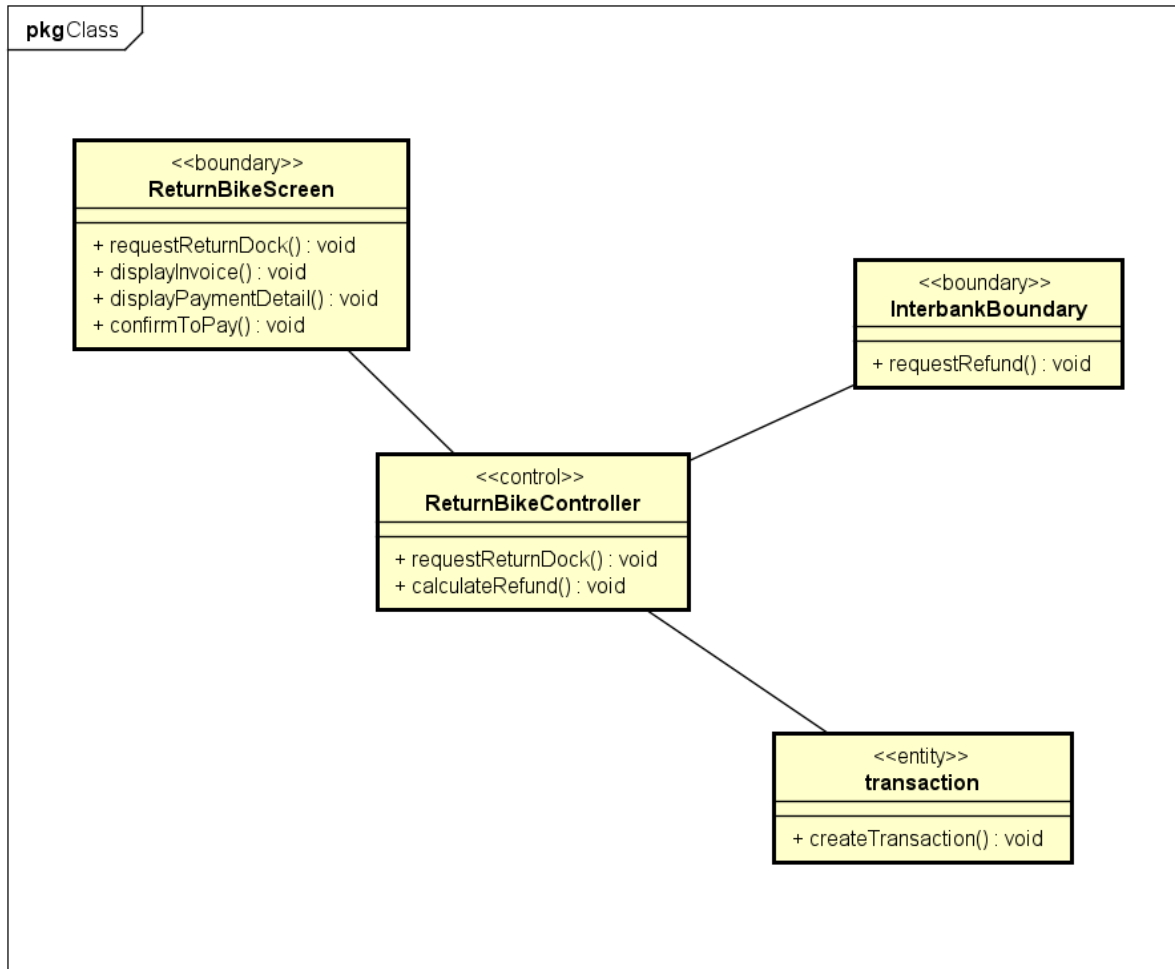 pkgClass
<<boundary>>
ReturnBikeScreen
+ requestReturnDock() : void
+ displayInvoice() : void
+ displayPaymentDetail() : void
+ confirmToPay() : void
<<boundary>>
InterbankBoundary
+ requestRefund() : void
<<control>>
ReturnBikeController
+ requestReturnDock() : void
+ calculateRefund() : void
<<entity>>
transaction
+ createTransaction() : void